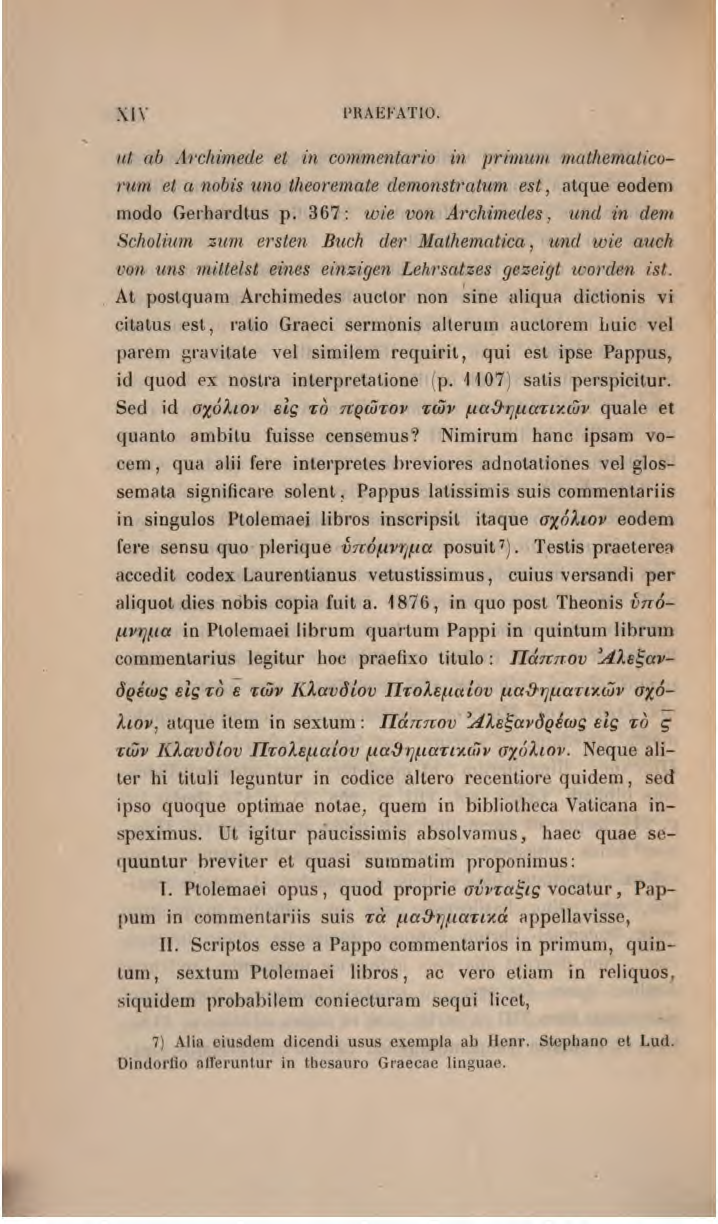 XIV PRAEFATIO.
ut ab Archimede et in commentario in primum mathematico-
rum et a nobis uno theoremate demonstratum est, atque eodem
modo Gerhardtus p. 367: wie von Archimedes, und in dem
Scholium zum ersten Buch der Mathematica, und wie auch
von uns mittelst eines einzigen Lehrsatzes gezeigt worden ist.
At postquam Archimedes auctor non sine aliqua dictionis vi
citatus est, ratio Graeci sermonis alterum auctorem huic vel
parem gravitate vel similem requirit, qui est ipse Pappus,
id quod ex nostra interpretatione (p. 1107) satis perspicitur.
Sed id σχόλιον εἰς τὸ πρῶτον τῶν μαθηματικῶν quale et
quanto ambitu fuisse censemus? Nimirum hanc ipsam vo-
cem, qua alii fere interpretes breviores adnotationes vel glos-
semata significare solent, Pappus latissimis suis commentariis
in singulos Ptolemaei libros inscripsit itaque σχόλιον eodem
fere sensu quo plerique ὑπόμνημα posuit 7). Testis praeterea
accedit codex Laurentianus vetustissimus, cuius versandi per
aliquot dies nobis copia fuit a. 1876, in quo post Theonis ὑπό-
μνημα in Ptolemaei librum quartum Pappi in quintum librum
commentarius legitur hoc praefixo titulo: Πάππου Ἀλεξαν-
δρέως εἰς τὸ ε̅ τῶν Κλαυδίου Πτολεμαίου μαθηματικῶν σχό-
λιον, atque item in sextum: Πάππου Ἀλεξανδρέως εἰς τὸ ϛ̅
τῶν Κλαυδίου Πτολεμαίου μαθηματικῶν σχόλιον. Neque ali-
ter hi tituli leguntur in codice altero recentiore quidem, sed
ipso quoque optimae notae, quem in bibliotheca Vaticana in-
speximus. Ut igitur paucissimis absolvamus, haec quae se-
quuntur breviter et quasi summatim proponimus:
I. Ptolemaei opus, quod proprie σύνταξις vocatur, Pap-
pum in commentariis suis τὰ μαθηματικά appellavisse,
II. Scriptos esse a Pappo commentarios in primum, quin-
tum, sextum Ptolemaei libros, ac vero etiam in reliquos,
siquidem probabilem coniecturam sequi licet,
7) Alia eiusdem dicendi usus exempla ab Henr. Stephano et Lud.
Dindorfio afferuntur in thesauro Graecae linguae.